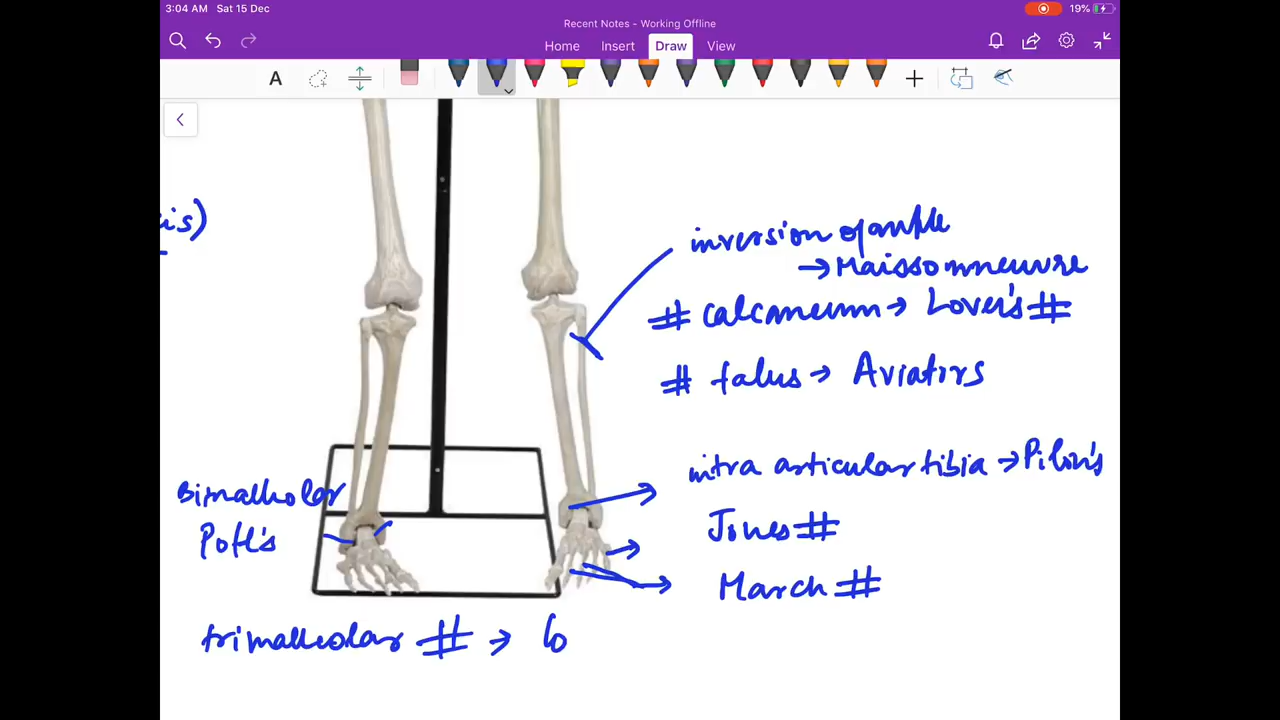 3:04 AM Sat 15 Dec
19%
Recent Notes - Working Offline
Home Insert Draw View
A
is)
inversion of ankle
→ Maissonneuvre
# calcaneum → Lover's #
# talus → Aviators
intra articular tibia → Pilon's
Bimalleolar
Pott's
Jones #
March #
trimalleolar # → Co